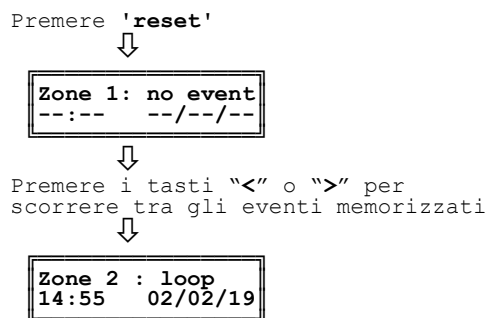 Premere 'reset'
Zone 1: no event
--:-- --/--/--
Premere i tasti “<” o “>” per
scorrere tra gli eventi memorizzati
Zone 2 : loop
14:55 02/02/19